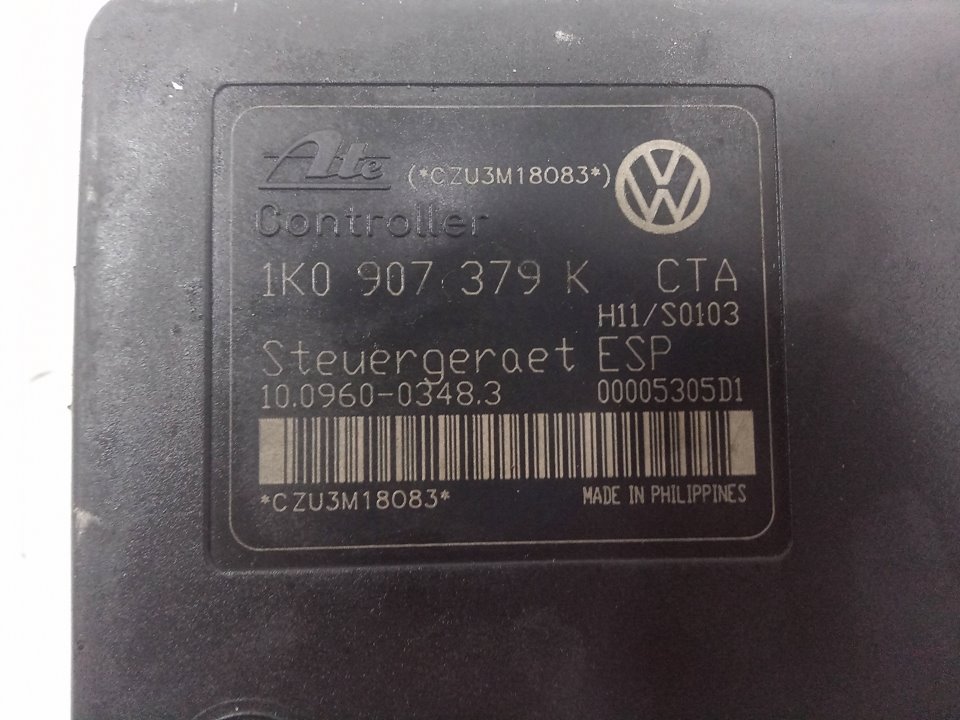 Ate (*CZU3M18083*) VW
Controller
1K0 907 379 K CTA
H11/S0103
Steuergeraet ESP
10.0960-0348.3 00005305D1
*CZU3M18083* MADE IN PHILIPPINES